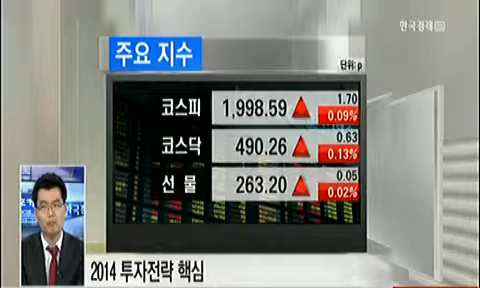 한국경제
주요 지수
단위: p
코스피 1,998.59 ▲ 1.70 0.09%
코스닥 490.26 ▲ 0.63 0.13%
선물 263.20 ▲ 0.05 0.02%
2014 투자전략 핵심